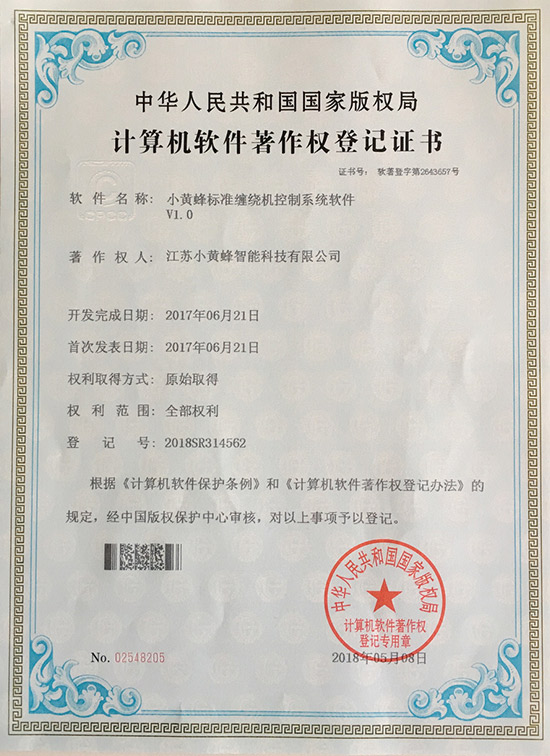 中华人民共和国国家版权局
计算机软件著作权登记证书
证书号： 软著登字第2643657号
软件名称： 小黄蜂标准缠绕机控制系统软件
V1.0
著作权人： 江苏小黄蜂智能科技有限公司
开发完成日期： 2017年06月21日
首次发表日期： 2017年06月21日
权利取得方式： 原始取得
权利范围： 全部权利
登记号： 2018SR314562
根据《计算机软件保护条例》和《计算机软件著作权登记办法》的
规定，经中国版权保护中心审核，对以上事项予以登记。
中华人民共和国国家版权局
计算机软件著作权
登记专用章
No. 02548205
2018年05月08日